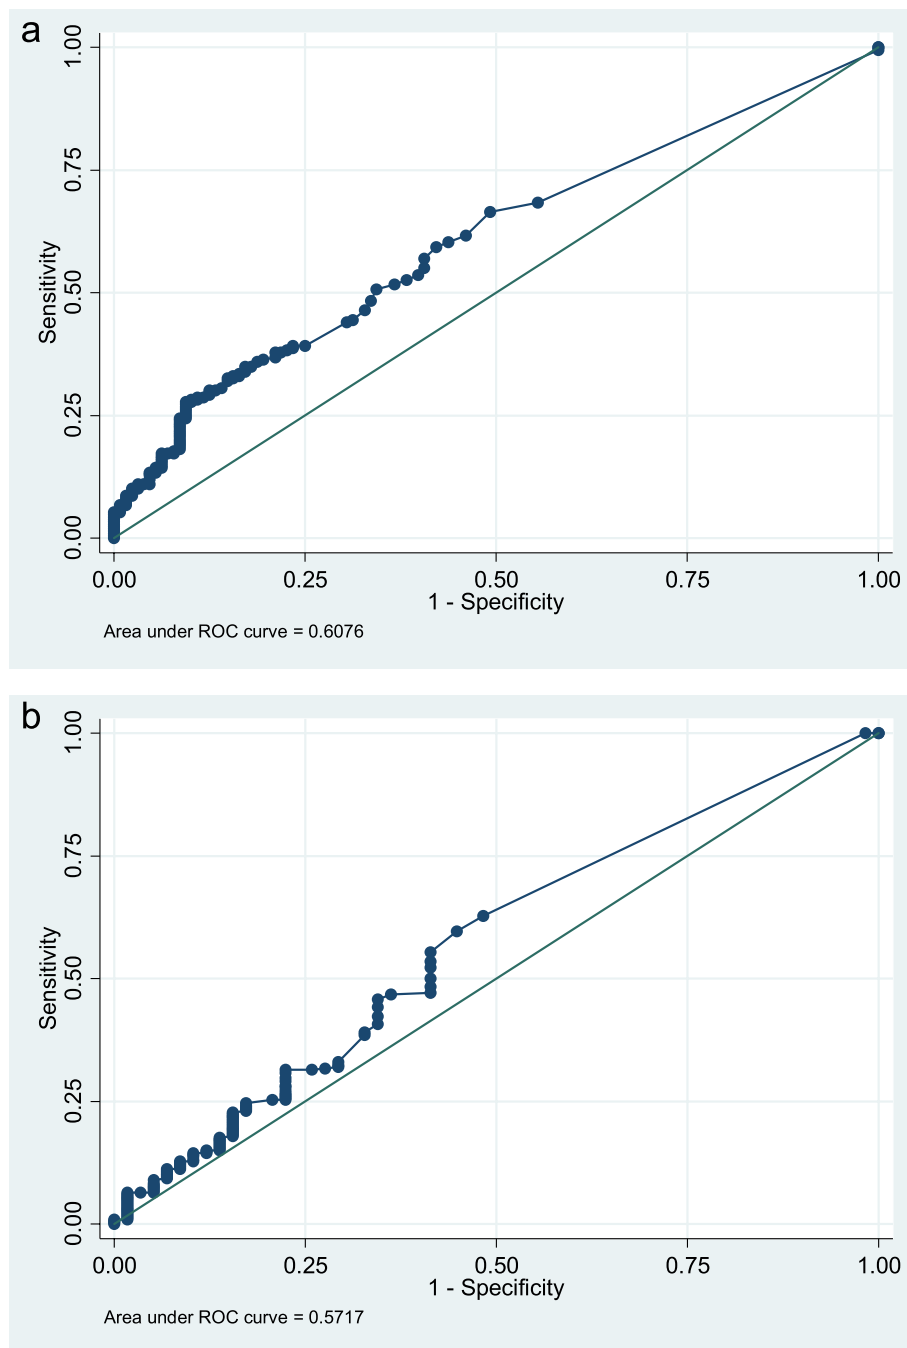 a
1.00
0.75
0.50
0.25
0.00
Sensitivity
0.00 0.25 0.50 0.75 1.00
1 - Specificity
Area under ROC curve = 0.6076
b
1.00
0.75
0.50
0.25
0.00
Sensitivity
0.00 0.25 0.50 0.75 1.00
1 - Specificity
Area under ROC curve = 0.5717